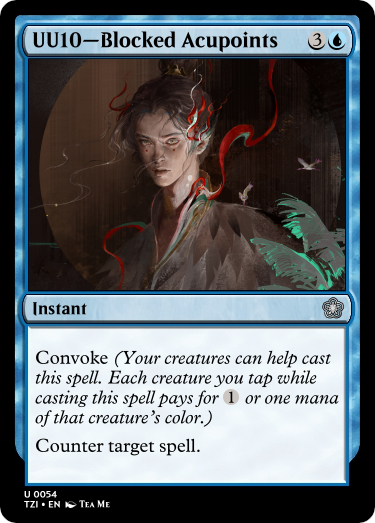 UU10—Blocked Acupoints 3
Instant
Convoke (Your creatures can help cast
this spell. Each creature you tap while
casting this spell pays for 1 or one mana
of that creature's color.)
Counter target spell.
U 0054
TZI • EN Tea Me